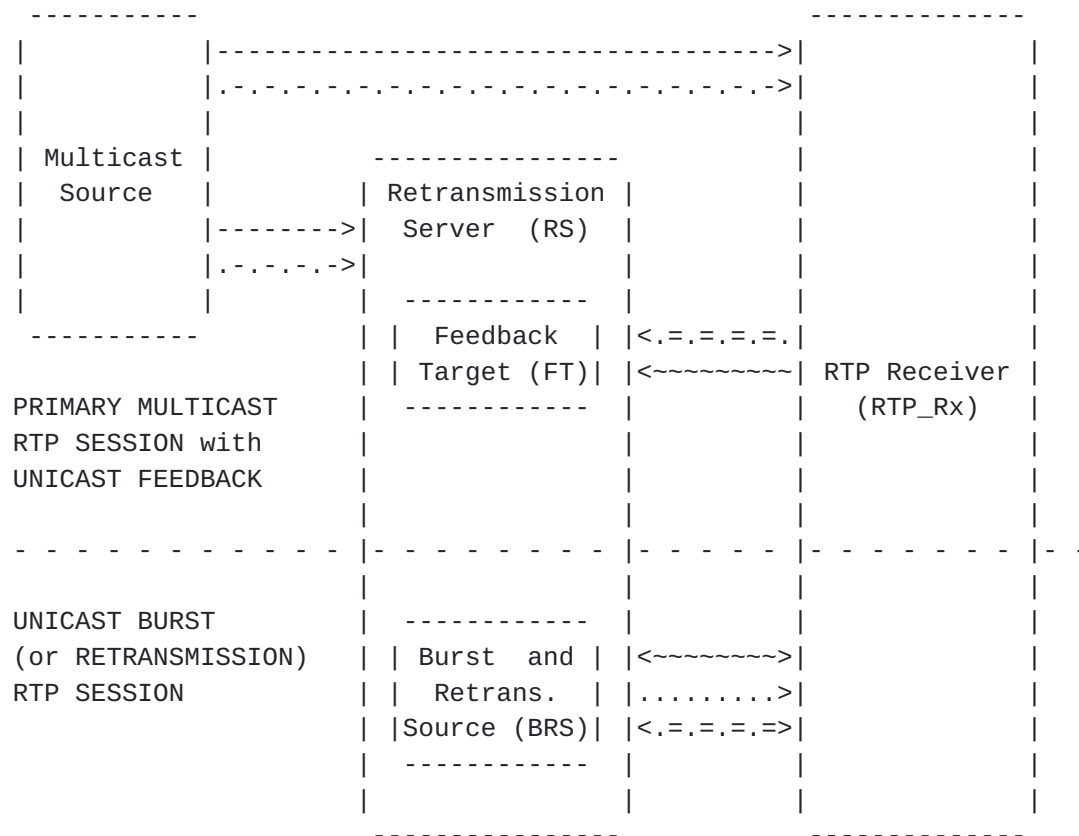 -----------                                       --------------
|           |------------------------------------>|              |
|           |.-.-.-.-.-.-.-.-.-.-.-.-.-.-.-.-.-.->|              |
|           |                                     |              |
| Multicast |          ----------------           |              |
|  Source   |         | Retransmission |          |              |
|           |-------->|  Server  (RS)  |          |              |
|           |.-.-.-.->|                |          |              |
|           |         |  ------------  |          |              |
 -----------          | |  Feedback  | |<.=.=.=.=.|              |
                      | | Target (FT)| |<~~~~~~~~~| RTP Receiver |
PRIMARY MULTICAST     |  ------------  |          |   (RTP_Rx)   |
RTP SESSION with      |                |          |              |
UNICAST FEEDBACK      |                |          |              |
                      |                |          |              |
- - - - - - - - - - - |- - - - - - - - |- - - - - |- - - - - - - |- -
                      |                |          |              |
UNICAST BURST         |  ------------  |          |              |
(or RETRANSMISSION)   | | Burst  and | |<~~~~~~~~>|              |
RTP SESSION           | |  Retrans.  | |.........>|              |
                      | |Source (BRS)| |<.=.=.=.=>|              |
                      |  ------------  |          |              |
                      |                |          |              |
                       ----------------            --------------